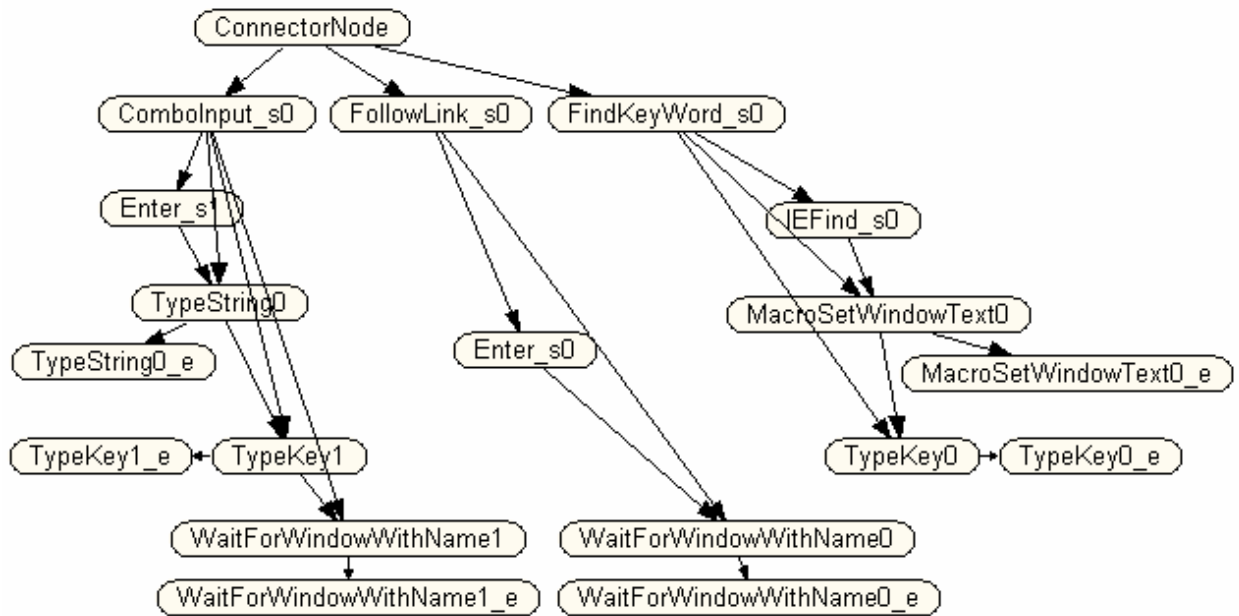 ConnectorNode
ComboInput_s0
FollowLink_s0
FindKeyWord_s0
Enter_s1
IEFind_s0
TypeString0
MacroSetWindowText0
Enter_s0
TypeString0_e
MacroSetWindowText0_e
TypeKey1_e
TypeKey1
TypeKey0
TypeKey0_e
WaitForWindowWithName1
WaitForWindowWithName0
WaitForWindowWithName1_e
WaitForWindowWithName0_e